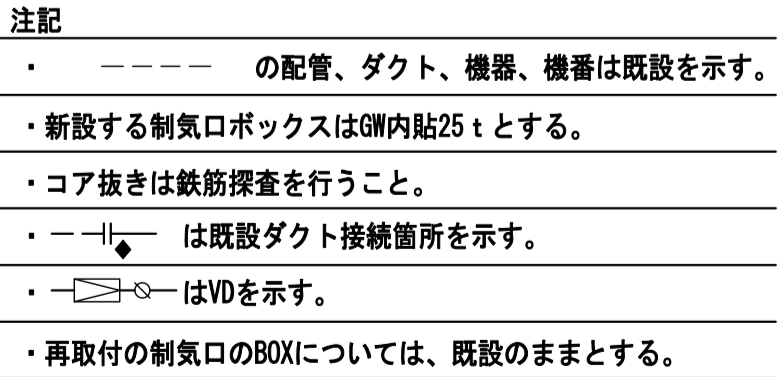 注記
・ ---- の配管、ダクト、機器、機番は既設を示す。
・新設する制気口ボックスはGW内貼25ｔとする。
・コア抜きは鉄筋探査を行うこと。
・ は既設ダクト接続箇所を示す。
・ はVDを示す。
・再取付の制気口のBOXについては、既設のままとする。